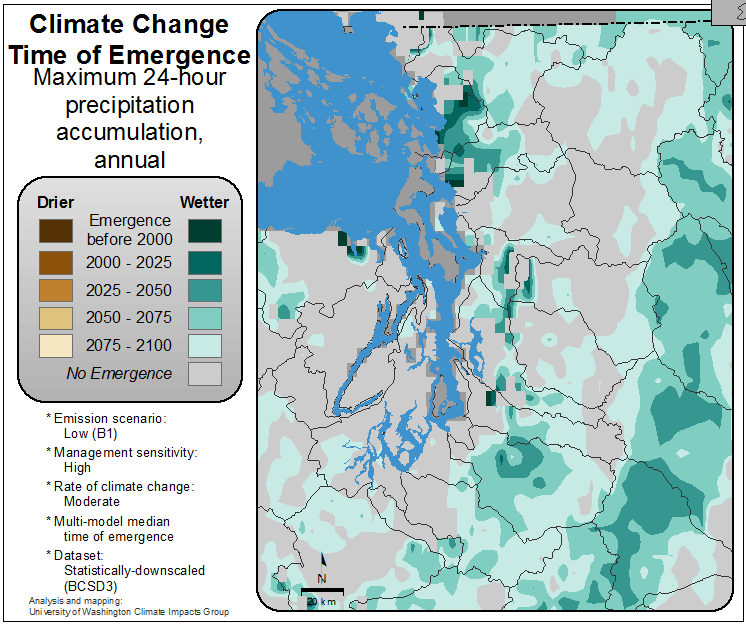 Climate Change
Time of Emergence
Maximum 24-hour
precipitation
accumulation,
annual
Drier Wetter
Emergence
before 2000
2000 - 2025
2025 - 2050
2050 - 2075
2075 - 2100
No Emergence
* Emission scenario:
Low (B1)
* Management sensitivity:
High
* Rate of climate change:
Moderate
* Multi-model median
time of emergence
* Dataset:
Statistically-downscaled
(BCSD3)
Analysis and mapping:
University of Washington Climate Impacts Group
N
20 km